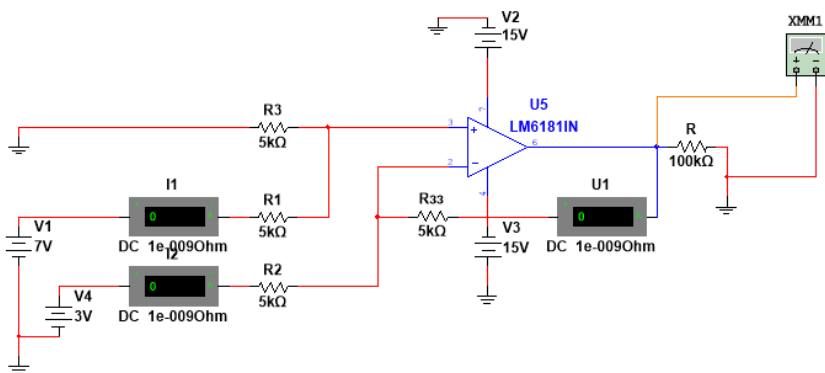 XMM1
V2
15V
U5
LM6181IN
R3
5kΩ
3
7
2
6
4
R
100kΩ
I1
0
DC 1e-009Ohm
R1
5kΩ
R33
5kΩ
U1
0
DC 1e-009Ohm
V1
7V
V3
15V
I2
0
DC 1e-009Ohm
R2
5kΩ
V4
3V